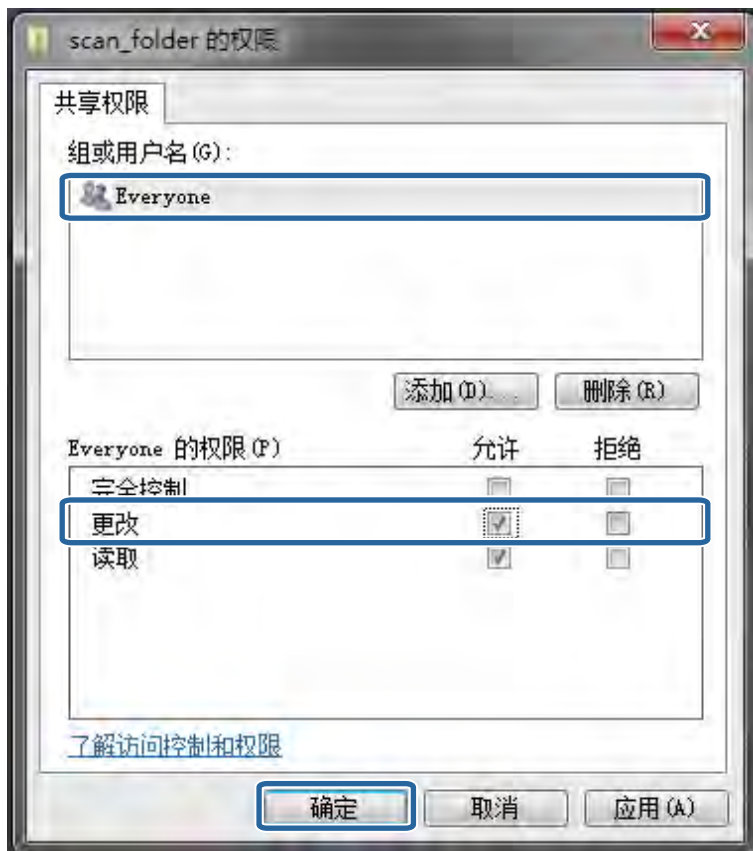 scan_folder 的权限
共享权限
组或用户名(G):
Everyone
添加(D)... 删除(R)
Everyone 的权限(P) 允许 拒绝
完全控制
更改
读取
了解访问控制和权限
确定 取消 应用(A)